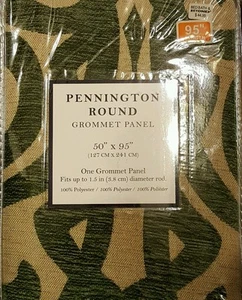 95"
PENNINGTON
ROUND
GROMMET PANEL
50" x 95"
(127 CM X 241 CM)
One Grommet Panel
Fits up to 1.5 in (3.8 cm) diameter rod.
100% Polyester / 100% Polyester / 100% Poliéster